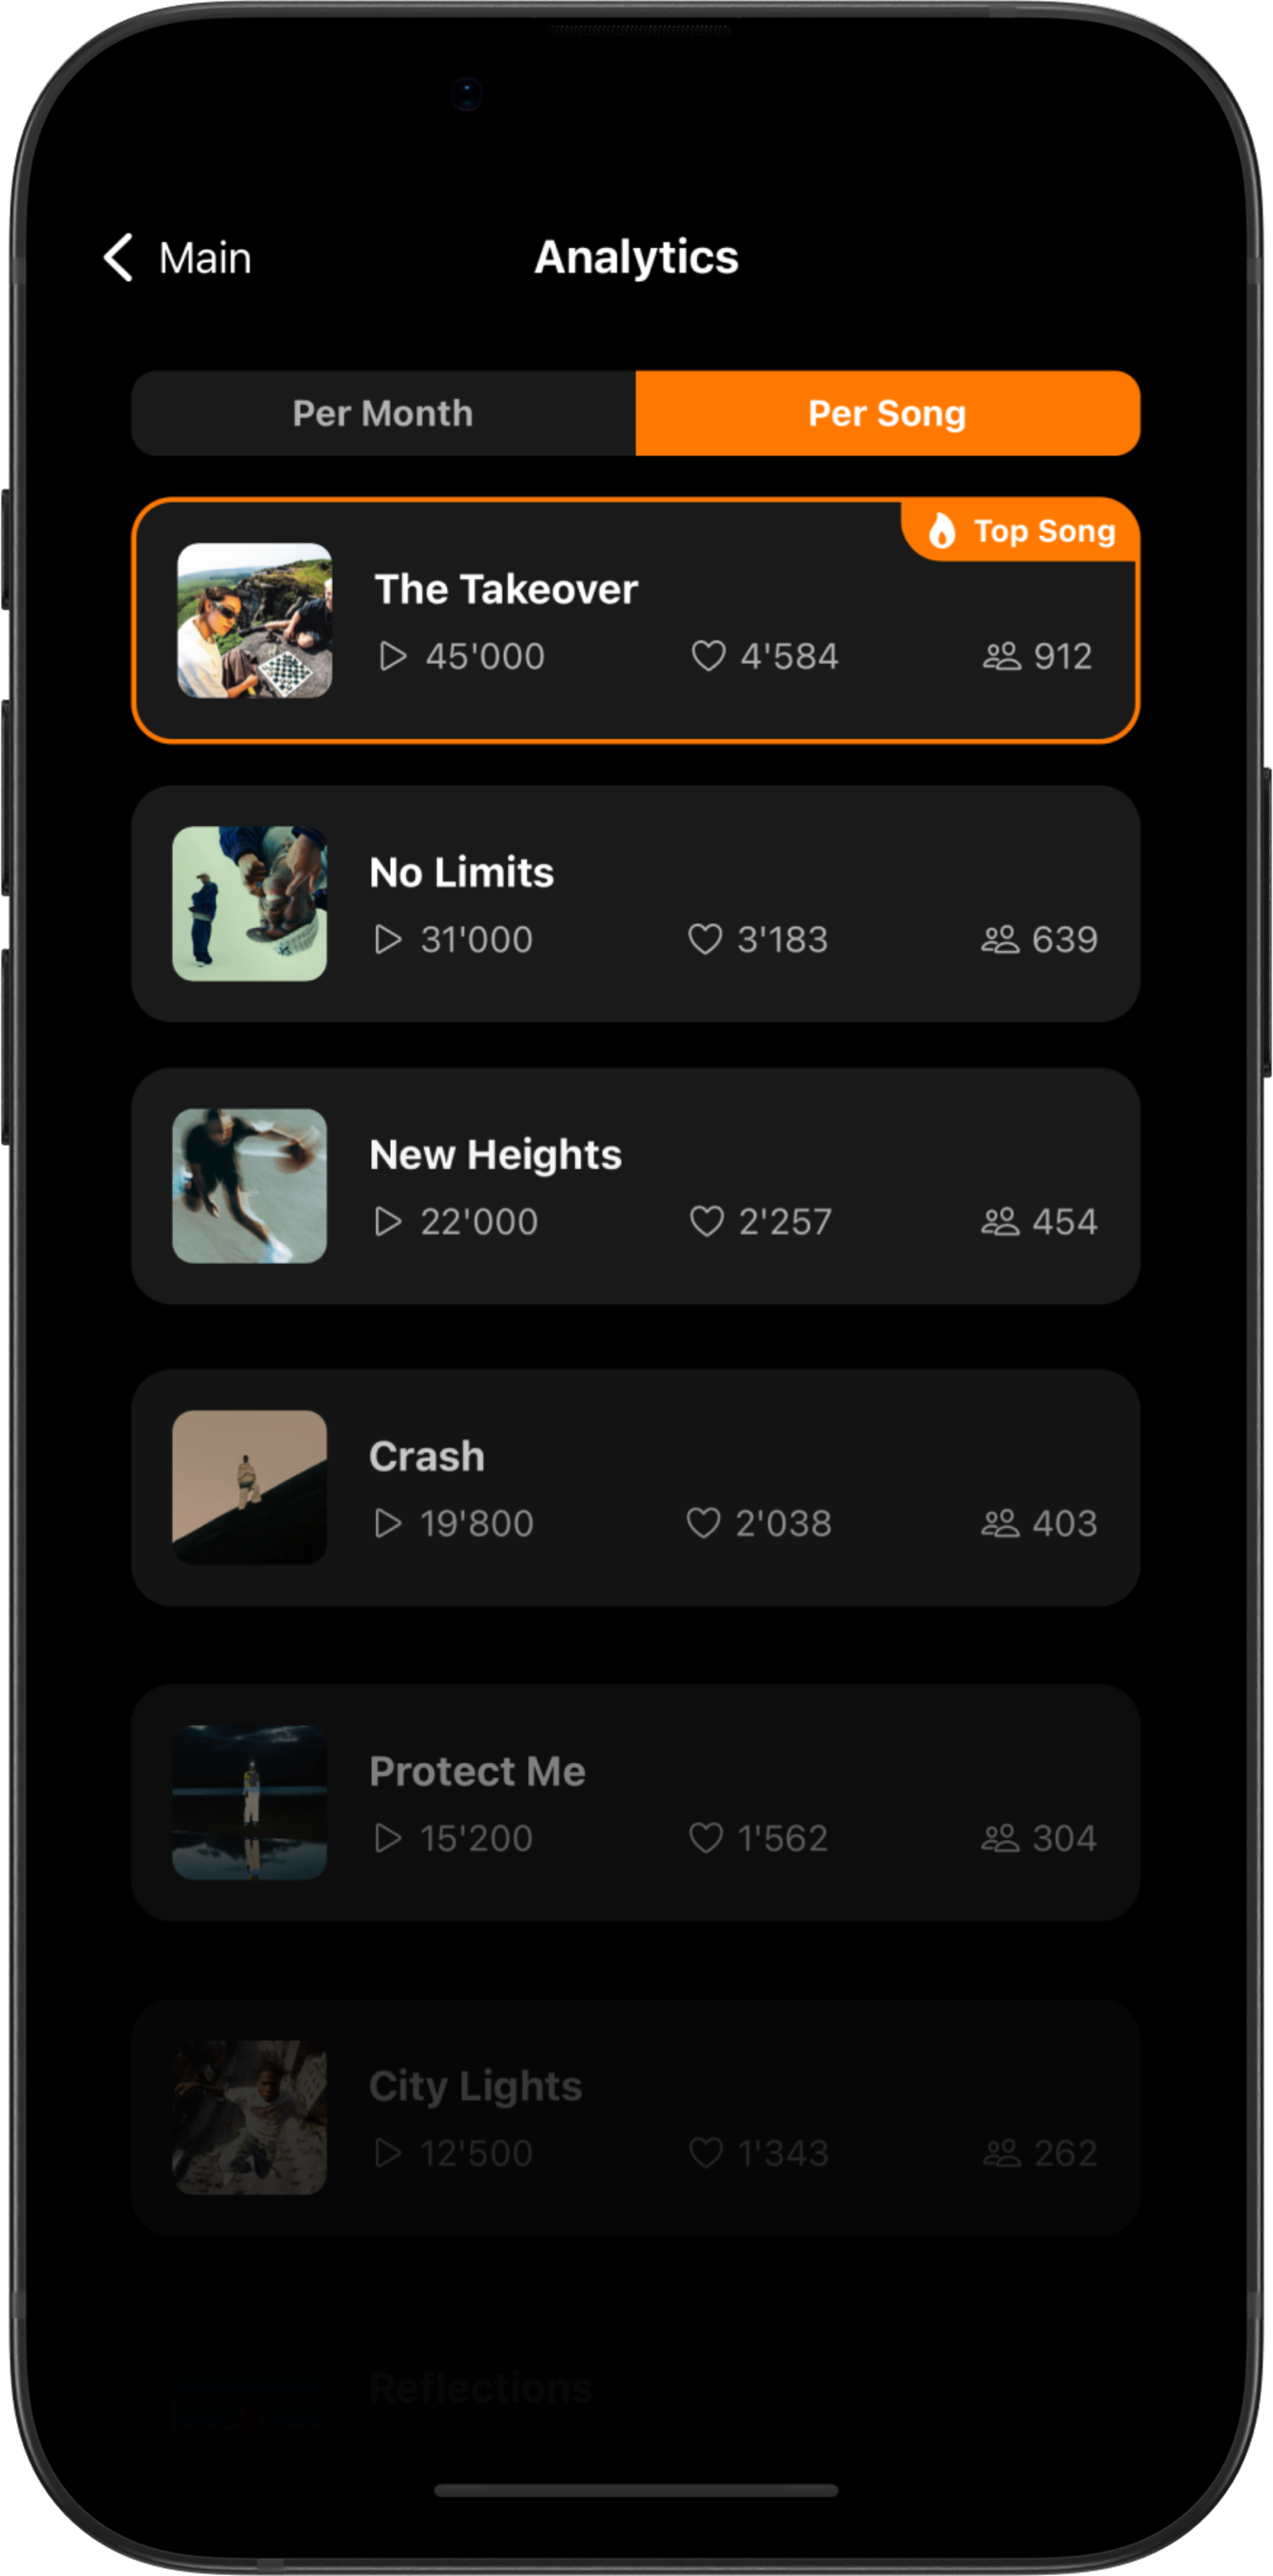 Main
Analytics
Per Month
Per Song
Top Song
The Takeover
45'000 4'584 912
No Limits
31'000 3'183 639
New Heights
22'000 2'257 454
Crash
19'800 2'038 403
Protect Me
15'200 1'562 304
City Lights
12'500 1'343 262
Reflections